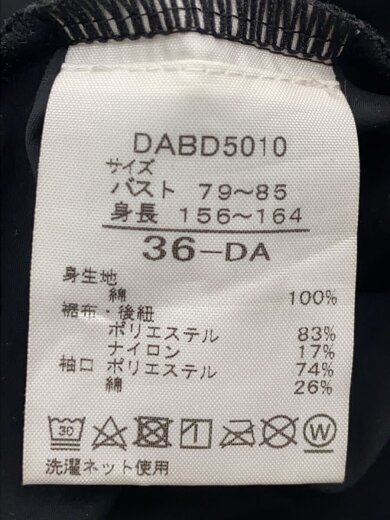 DABD5010
サイズ
バスト 79〜85
身長 156〜164
36-DA
身生地
綿 100%
裾布・後紐
ポリエステル 83%
ナイロン 17%
袖口 ポリエステル 74%
綿 26%
30 W
洗濯ネット使用